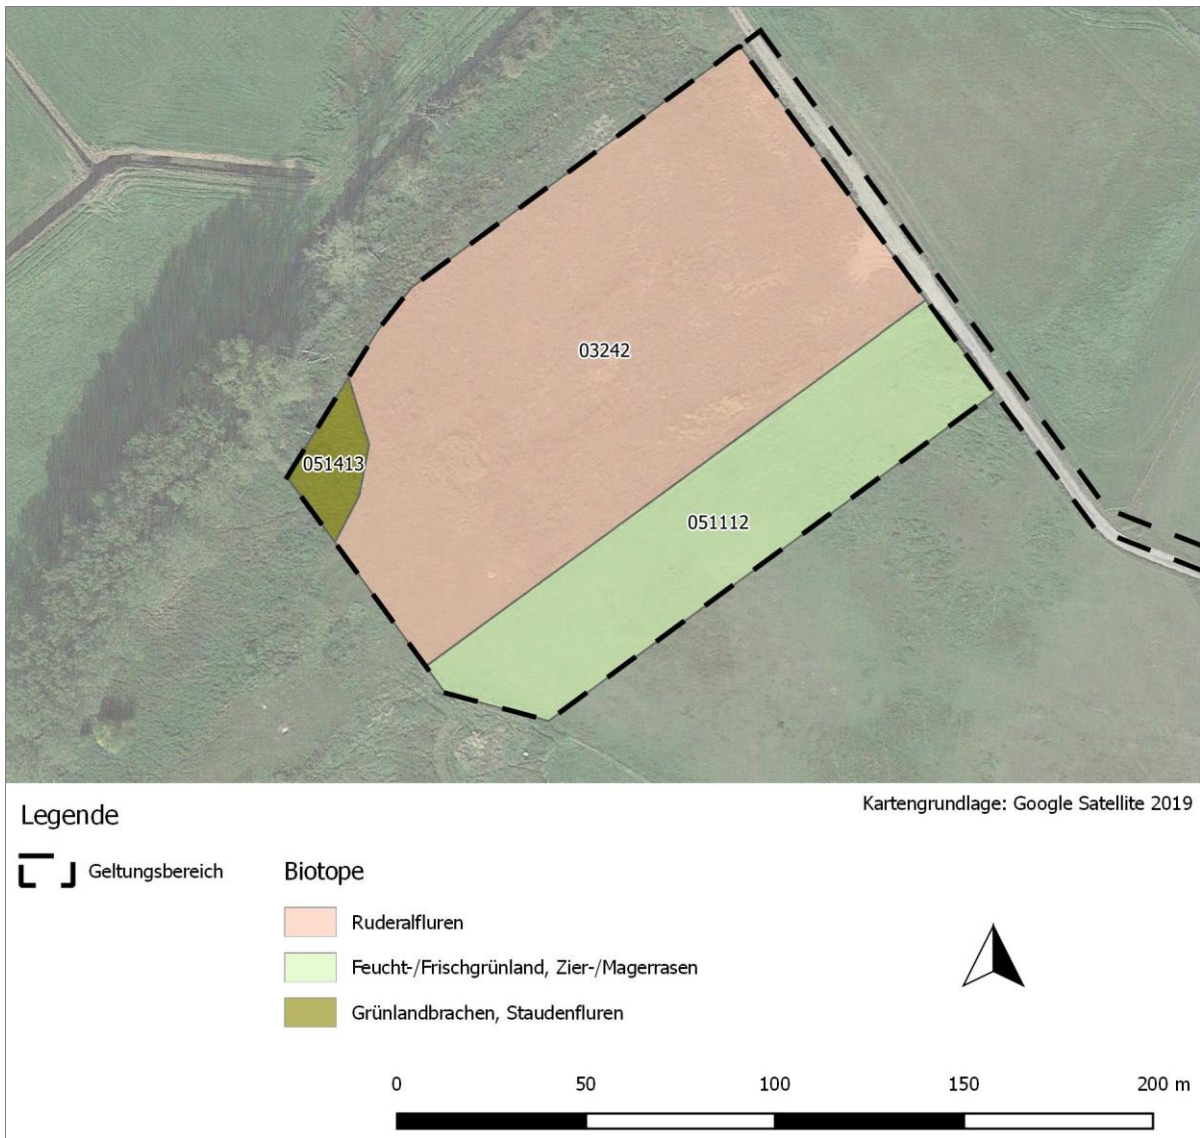 03242
051413
051112
Kartengrundlage: Google Satellite 2019
Legende
Geltungsbereich
Biotope
Ruderalfluren
Feucht-/Frischgrünland, Zier-/Magerrasen
Grünlandbrachen, Staudenfluren
0 50 100 150 200 m